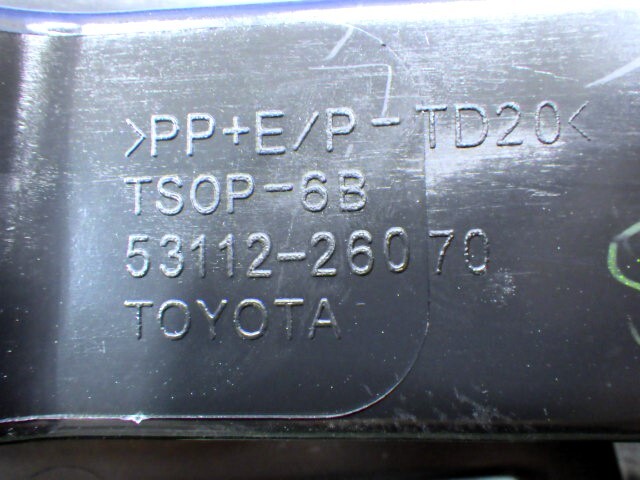 >PP+E/P-TD20<
TSOP-6B
53112-26070
TOYOTA